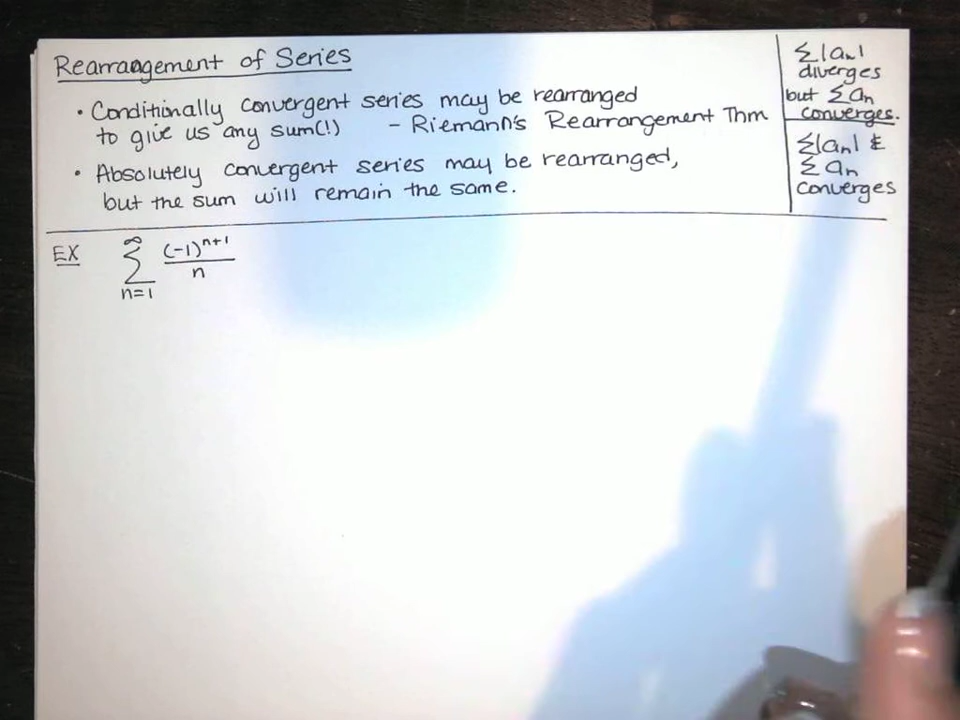 Rearrangement of Series
• Conditionally convergent series may be rearranged
to give us any sum(!) - Riemann's Rearrangement Thm
• Absolutely convergent series may be rearranged,
but the sum will remain the same.
Σ|aₙ|
diverges
but Σaₙ
converges.
Σ|aₙ| &
Σaₙ
converges
EX ∞ Σ n=1 (-1)^(n+1) / n